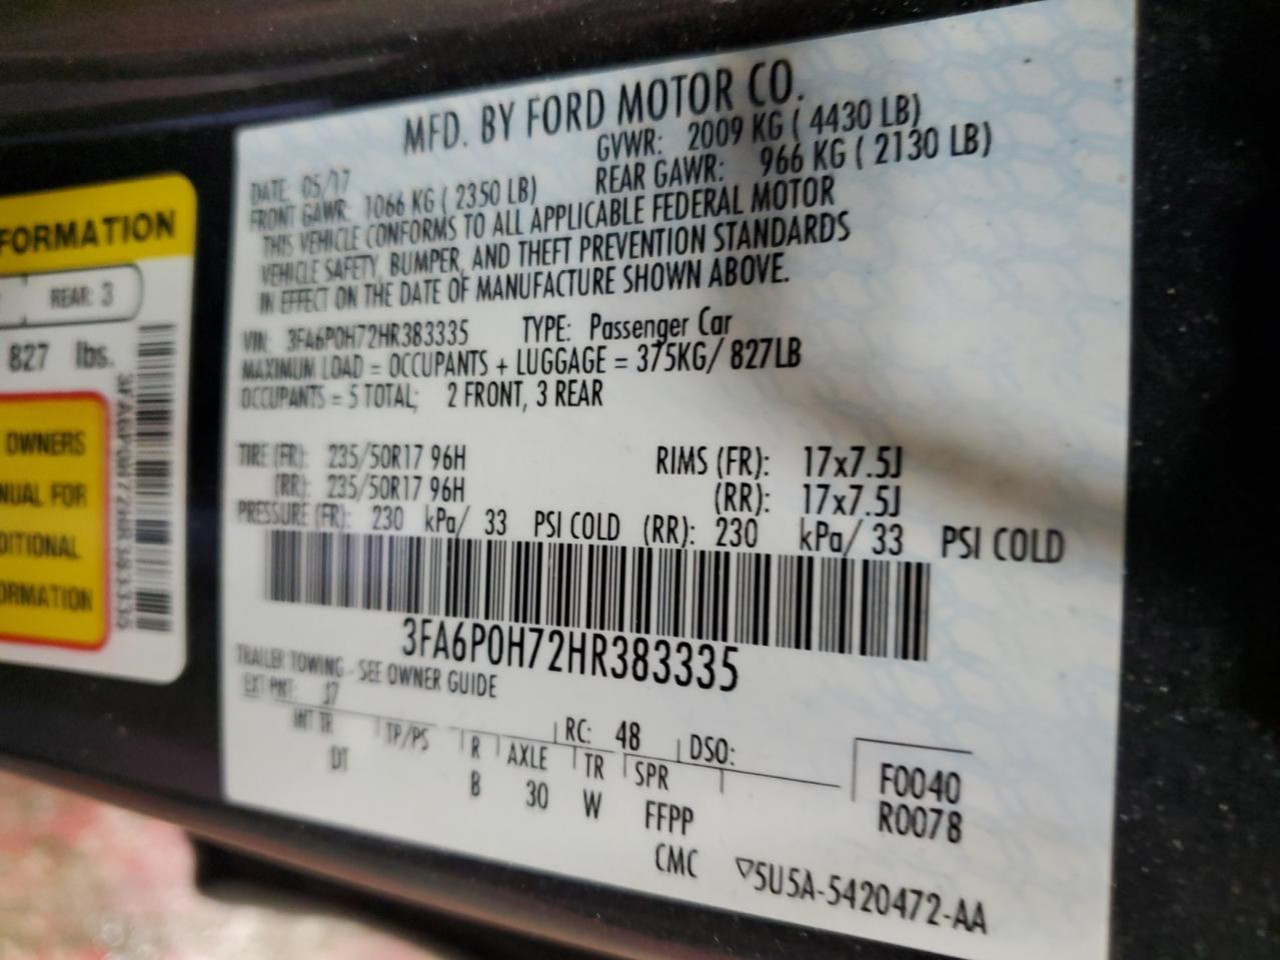 FORMATION
REAR: 3
827 lbs.
3FA6P0H72HR383335
OWNERS
NUAL FOR
DITIONAL
ORMATION
MFD. BY FORD MOTOR CO.
DATE: 05/17 GVWR: 2009 KG ( 4430 LB)
FRONT GAWR: 1066 KG ( 2350 LB) REAR GAWR: 966 KG ( 2130 LB)
THIS VEHICLE CONFORMS TO ALL APPLICABLE FEDERAL MOTOR
VEHICLE SAFETY, BUMPER, AND THEFT PREVENTION STANDARDS
IN EFFECT ON THE DATE OF MANUFACTURE SHOWN ABOVE.
VIN: 3FA6P0H72HR383335 TYPE: Passenger Car
MAXIMUM LOAD = OCCUPANTS + LUGGAGE = 375KG/ 827LB
OCCUPANTS = 5 TOTAL; 2 FRONT, 3 REAR
TIRE (FR): 235/50R17 96H RIMS (FR): 17x7.5J
(RR): 235/50R17 96H (RR): 17x7.5J
PRESSURE (FR): 230 kPa/ 33 PSI COLD (RR): 230 kPa/ 33 PSI COLD
3FA6P0H72HR383335
TRAILER TOWING - SEE OWNER GUIDE
EXT PNT: J7 RC: 48 DSO:
INT TR TP/PS R AXLE TR SPR F0040
DT B 30 W FFPP R0078
CMC ▽5U5A-5420472-AA